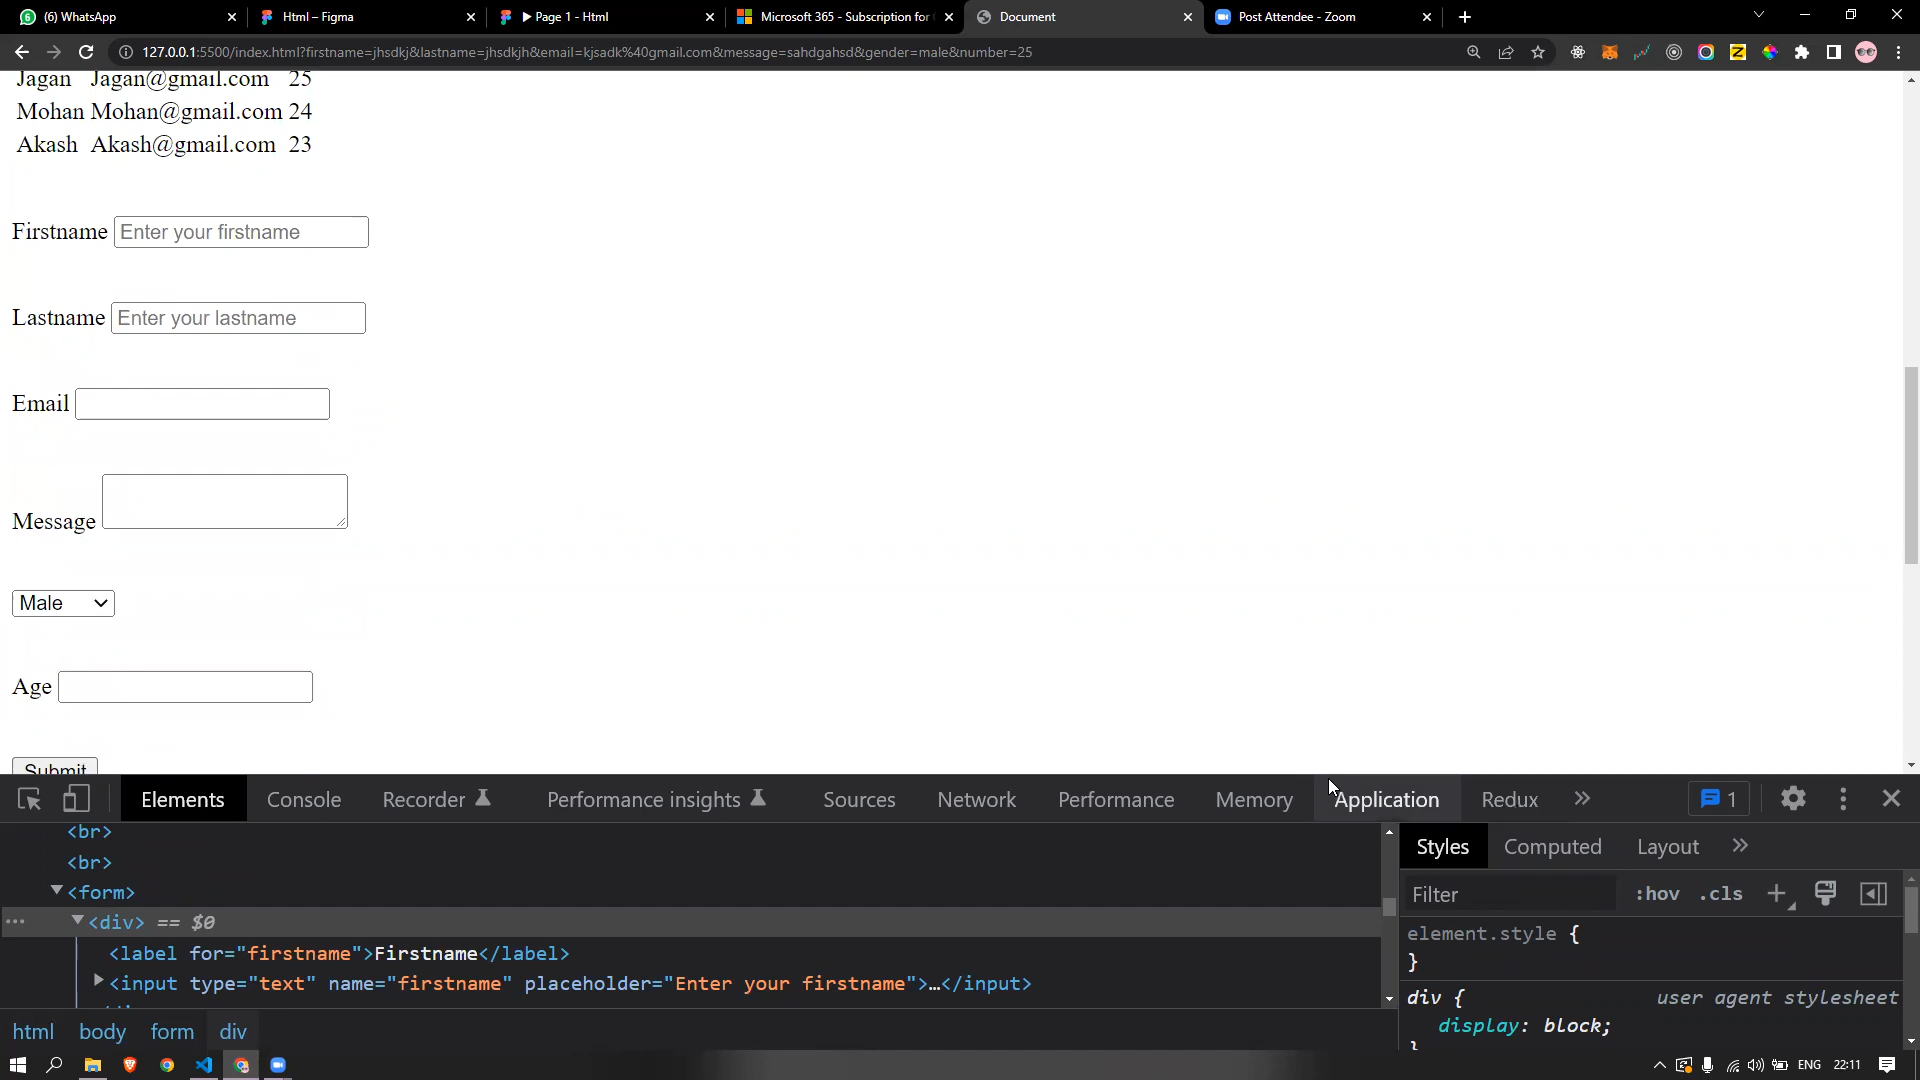 (6) WhatsApp
Html – Figma
▶ Page 1 - Html
Microsoft 365 - Subscription for
Document
Post Attendee - Zoom
127.0.0.1:5500/index.html?firstname=jhsdkj&lastname=jhsdkjh&email=kjsadk%40gmail.com&message=sahdgahsd&gender=male&number=25
Jagan Jagan@gmail.com 25
Mohan Mohan@gmail.com 24
Akash Akash@gmail.com 23
Firstname Enter your firstname
Lastname Enter your lastname
Email
Message
Male
Age
Submit
Elements Console Recorder Performance insights Sources Network Performance Memory Application Redux » 1
<br>
<br>
<form>
<div> == $0
<label for="firstname">Firstname</label>
<input type="text" name="firstname" placeholder="Enter your firstname">…</input>
html body form div
Styles Computed Layout »
Filter :hov .cls
element.style {
}
div { user agent stylesheet
display: block;
}
ENG 22:11